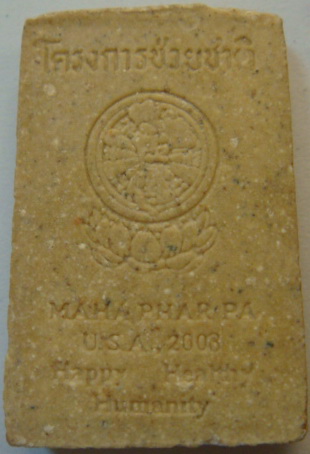 โครงการช่วยชาติ
MAHA PHAR PA
U.S.A. 2008
Happy Healthy
Humanity